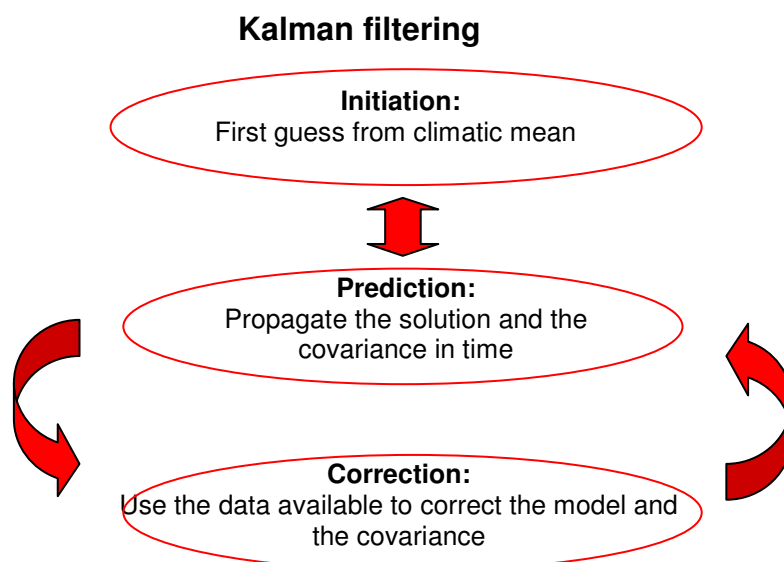 Kalman filtering
Initiation:
First guess from climatic mean
Prediction:
Propagate the solution and the
covariance in time
Correction:
Use the data available to correct the model and
the covariance